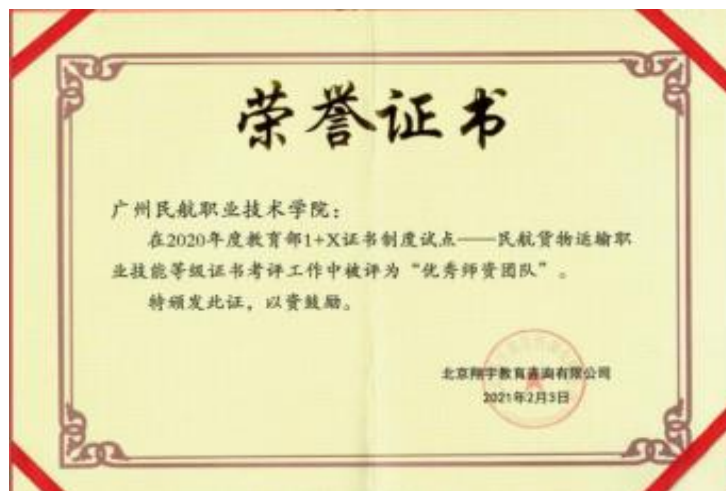 荣誉证书
广州民航职业技术学院：
在2020年度教育部1+X证书制度试点——民航货物运输职
业技能等级证书考评工作中被评为“优秀师资团队”。
特颁发此证，以资鼓励。
北京翔宇教育咨询有限公司
2021年2月3日